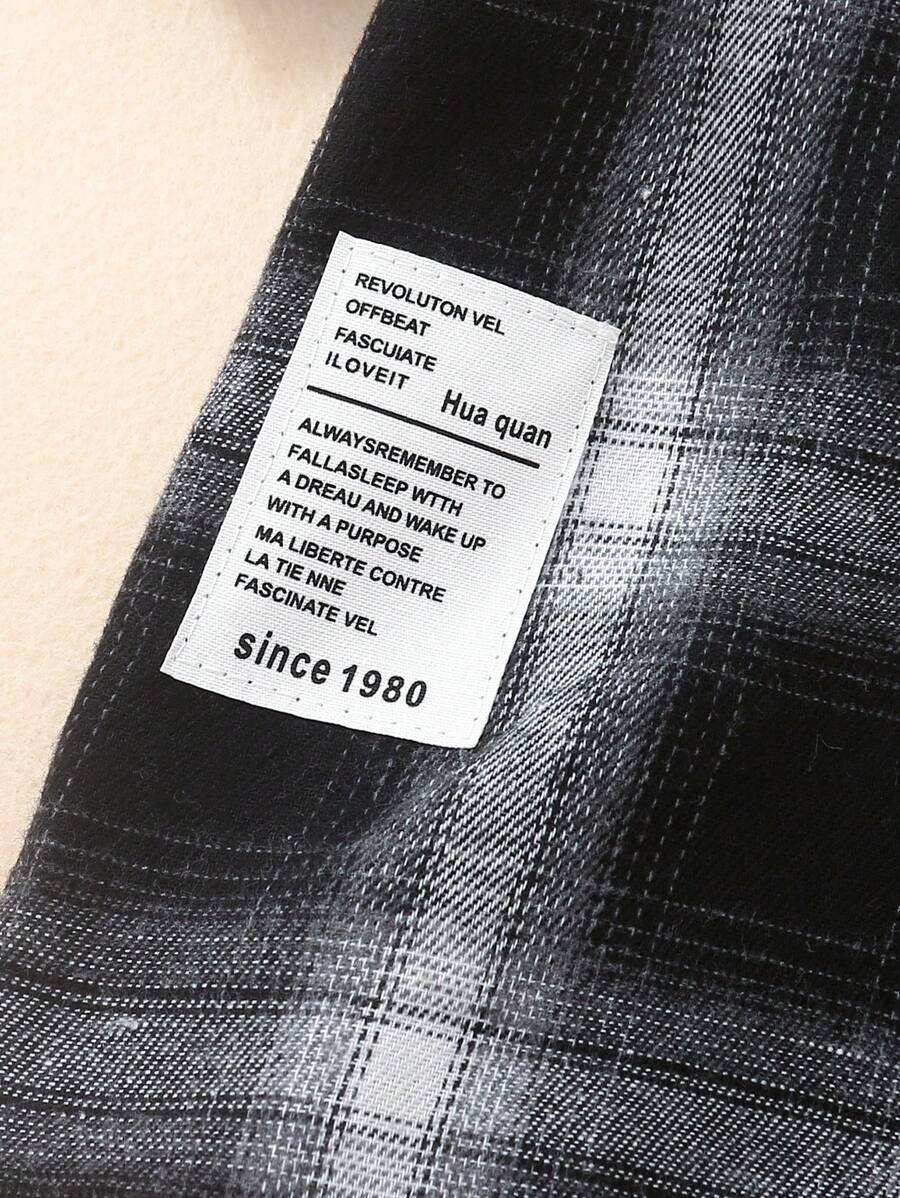 REVOLUTON VEL
OFFBEAT
FASCUIATE
ILOVEIT
Hua quan
ALWAYSREMEMBER TO
FALLASLEEP WTTH
A DREAU AND WAKE UP
WITH A PURPOSE
MA LIBERTE CONTRE
LA TIE NNE
FASCINATE VEL
since 1980